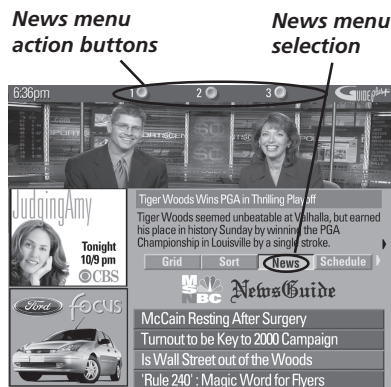 News menu
action buttons
News menu
selection
6:36pm
1
2
3
GUIDE Plus+
SPORTS
SPORTSCEN
SC
JudgingAmy
Tonight
10/9 pm
CBS
Tiger Woods Wins PGA in Thrilling Playoff
Tiger Woods seemed unbeatable at Valhalla, but earned
his place in history Sunday by winning the PGA
Championship in Louisville by a single stroke.
Grid
Sort
News
Schedule
MSNBC
NewsGuide
Ford
focus
McCain Resting After Surgery
Turnout to be Key to 2000 Campaign
Is Wall Street out of the Woods
'Rule 240' : Magic Word for Flyers